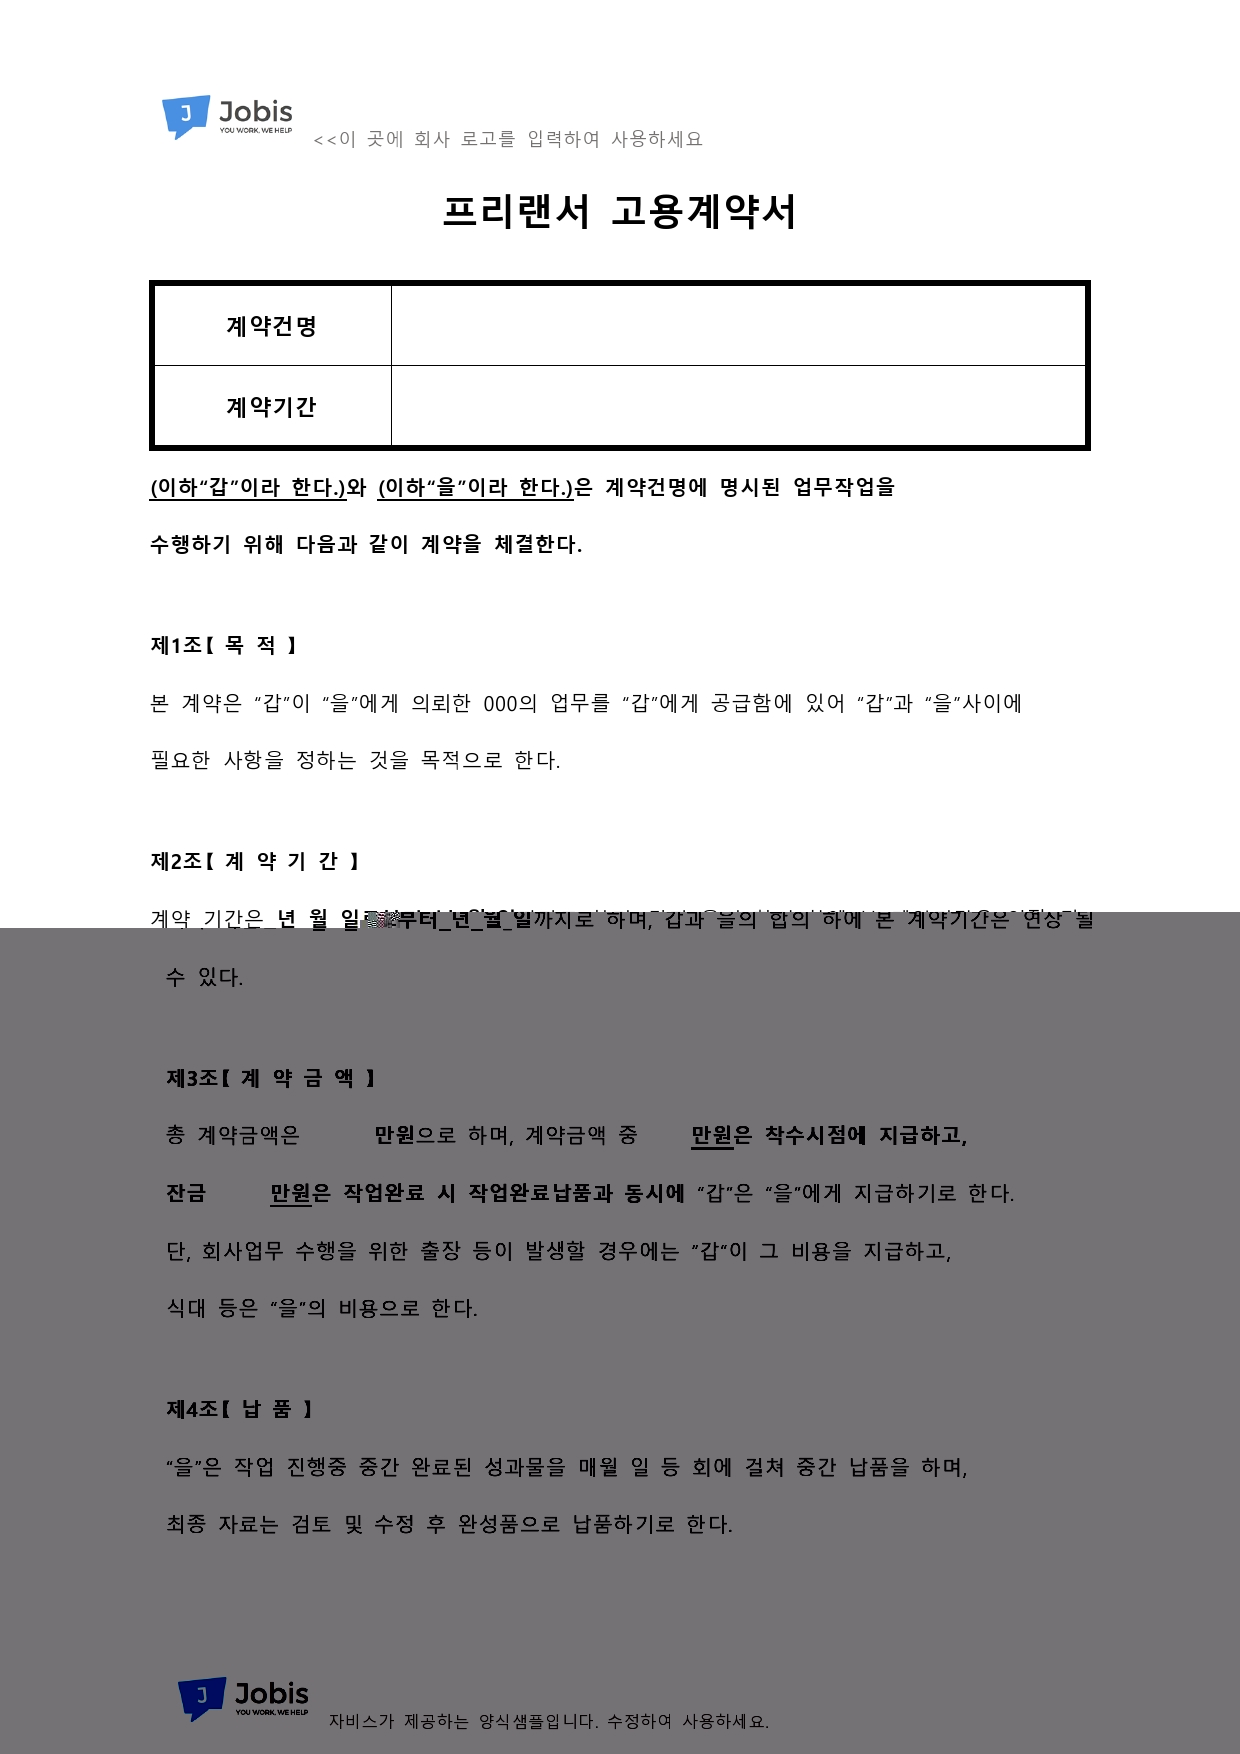 Jobis
YOU WORK, WE HELP
<<이 곳에 회사 로고를 입력하여 사용하세요
프리랜서 고용계약서
계약건명
계약기간
(이하“갑”이라 한다.)와 (이하“을”이라 한다.)은 계약건명에 명시된 업무작업을
수행하기 위해 다음과 같이 계약을 체결한다.
제1조【 목 적 】
본 계약은 “갑”이 “을”에게 의뢰한 000의 업무를 “갑”에게 공급함에 있어 “갑”과 “을”사이에
필요한 사항을 정하는 것을 목적으로 한다.
제2조【 계 약 기 간 】
계약 기간은 년 월 일 부터_년_월_일까지로 하며, 갑과 을의 합의 하에 본 계약기간은 연장 될
수 있다.
제3조【 계 약 금 액 】
총 계약금액은 만원으로 하며, 계약금액 중 만원은 착수시점에 지급하고,
잔금 만원은 작업완료 시 작업완료납품과 동시에 “갑”은 “을”에게 지급하기로 한다.
단, 회사업무 수행을 위한 출장 등이 발생할 경우에는 ”갑“이 그 비용을 지급하고,
식대 등은 “을”의 비용으로 한다.
제4조【 납 품 】
“을”은 작업 진행중 중간 완료된 성과물을 매월 일 등 회에 걸쳐 중간 납품을 하며,
최종 자료는 검토 및 수정 후 완성품으로 납품하기로 한다.
Jobis
YOU WORK, WE HELP
자비스가 제공하는 양식샘플입니다. 수정하여 사용하세요.